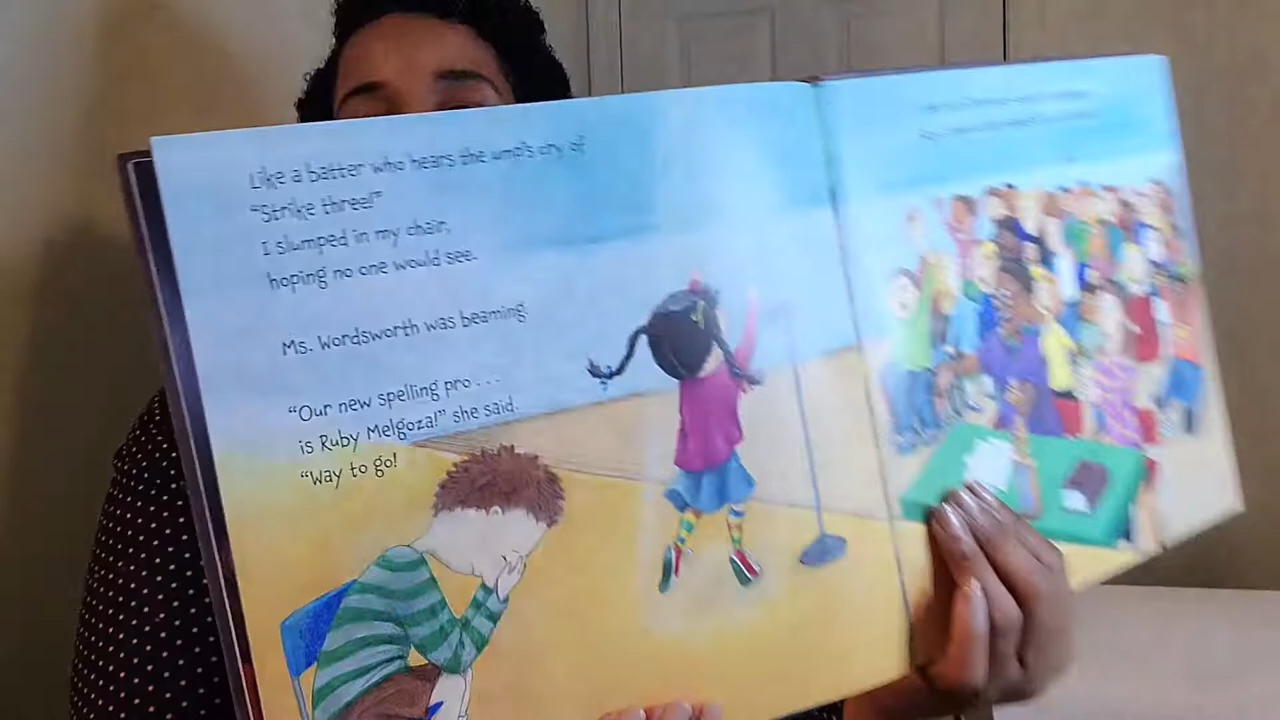 Like a batter who hears the ump's cry of
"Strike three!"
I slumped in my chair,
hoping no one would see.
Ms. Wordsworth was beaming.
"Our new spelling pro . . .
is Ruby Melgoza!" she said.
"Way to go!